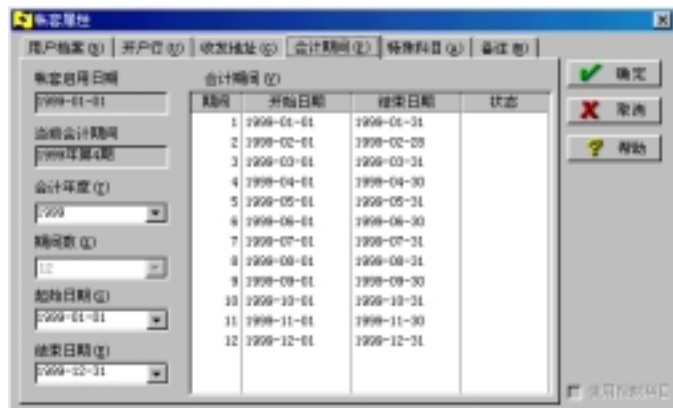 帐套属性
用户档案(D) 开户行(U) 收发地址(S) 会计期间(P) 特殊科目(A) 备注(M)
帐套启用日期
1999-01-01
当前会计期间
1999年第4期
会计年度(Y)
1999
期间数(X)
12
起始日期(S)
1999-01-01
结束日期(E)
1999-12-31
会计期间(V)
期间 开始日期 结束日期 状态
1 1999-01-01 1999-01-31
2 1999-02-01 1999-02-28
3 1999-03-01 1999-03-31
4 1999-04-01 1999-04-30
5 1999-05-01 1999-05-31
6 1999-06-01 1999-06-30
7 1999-07-01 1999-07-31
8 1999-08-01 1999-08-31
9 1999-09-01 1999-09-30
10 1999-10-01 1999-10-31
11 1999-11-01 1999-11-30
12 1999-12-01 1999-12-31
确定
取消
帮助